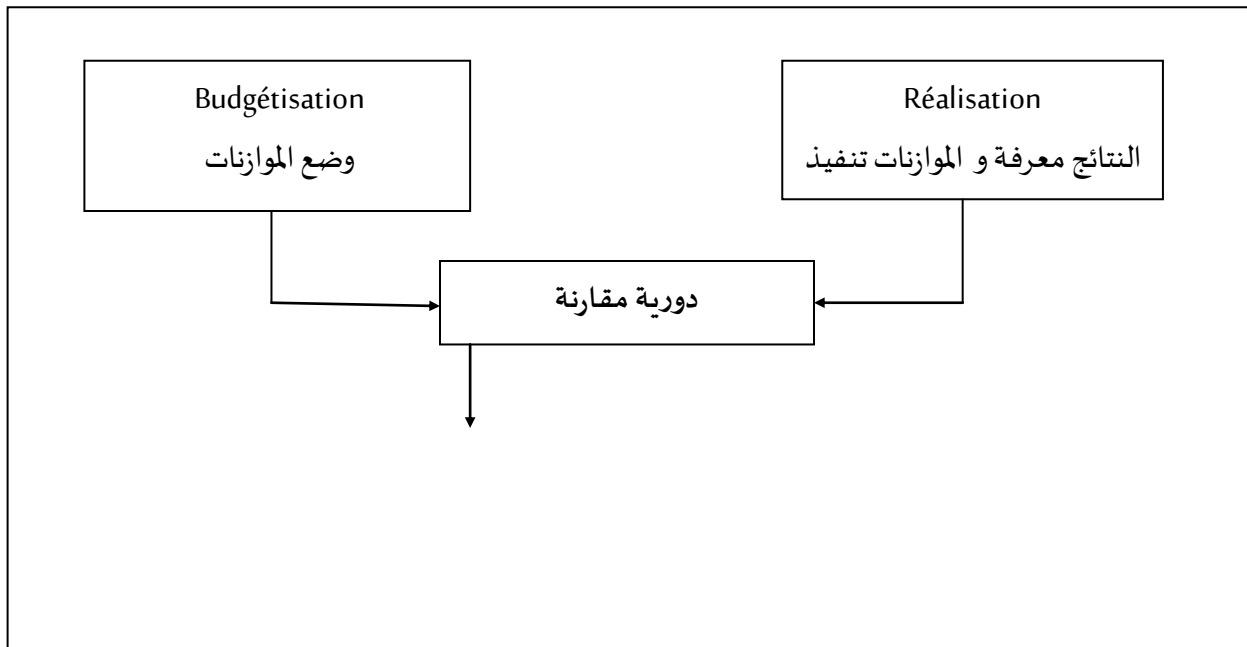 Budgétisation
وضع الموازنات
Réalisation
النتائج معرفة و الموازنات تنفيذ
دورية مقارنة